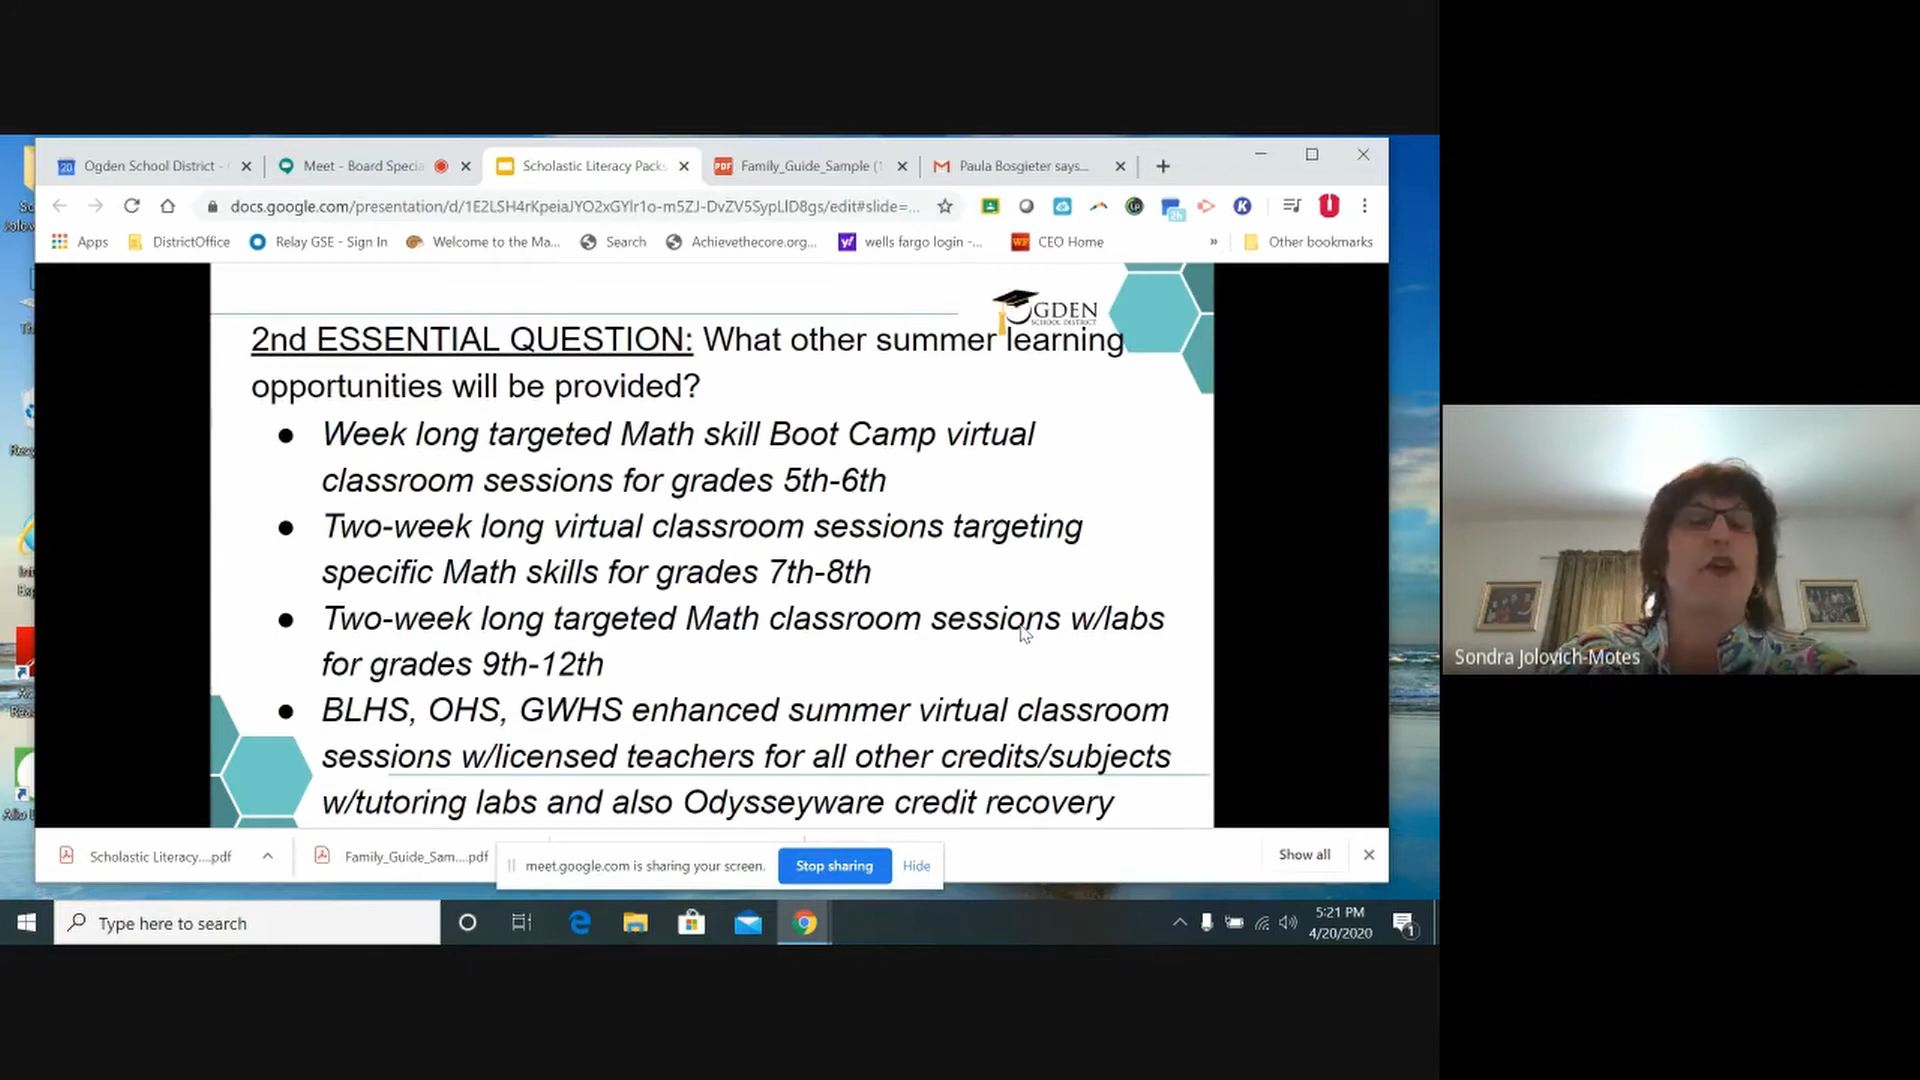 Ogden School District -
Meet - Board Specia
Scholastic Literacy Packs
Family_Guide_Sample (1
Paula Bosgieter says...
docs.google.com/presentation/d/1E2LSH4rKpeiaJYO2xGYlr1o-m5ZJ-DvZV5SypLlD8gs/edit#slide=...
Apps
DistrictOffice
Relay GSE - Sign In
Welcome to the Ma...
Search
Achievethecore.org...
wells fargo login -...
CEO Home
»
Other bookmarks
OGDEN
SCHOOL DISTRICT
2nd ESSENTIAL QUESTION: What other summer learning
opportunities will be provided?
● Week long targeted Math skill Boot Camp virtual
classroom sessions for grades 5th-6th
● Two-week long virtual classroom sessions targeting
specific Math skills for grades 7th-8th
● Two-week long targeted Math classroom sessions w/labs
for grades 9th-12th
● BLHS, OHS, GWHS enhanced summer virtual classroom
sessions w/licensed teachers for all other credits/subjects
w/tutoring labs and also Odysseyware credit recovery
Sondra Jolovich-Motes
Scholastic Literacy....pdf
Family_Guide_Sam....pdf
meet.google.com is sharing your screen.
Stop sharing
Hide
Show all
Type here to search
5:21 PM
4/20/2020